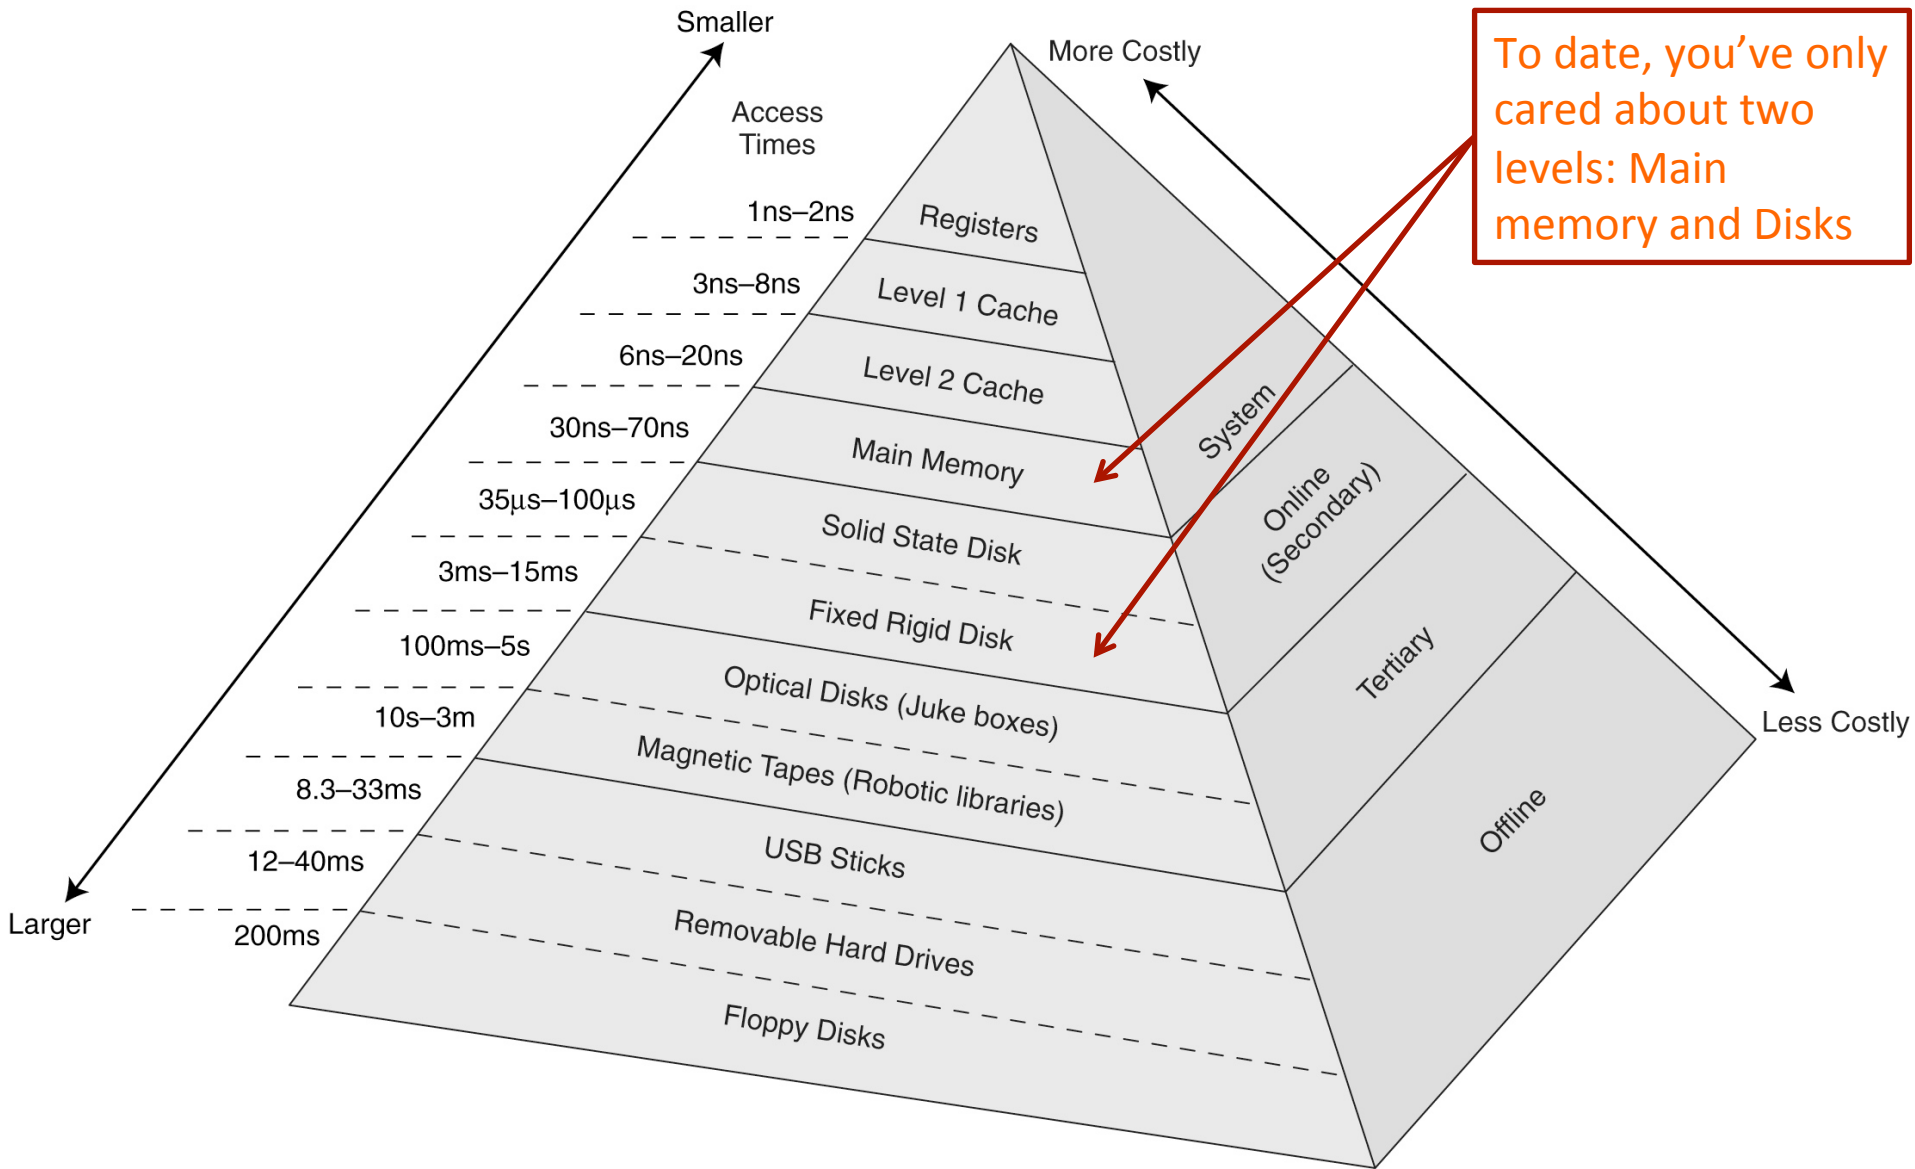 Smaller
More Costly
To date, you’ve only
cared about two
levels: Main
memory and Disks
Access
Times
1ns–2ns
Registers
3ns–8ns
Level 1 Cache
6ns–20ns
Level 2 Cache
System
30ns–70ns
Main Memory
Online
(Secondary)
35µs–100µs
Solid State Disk
3ms–15ms
Fixed Rigid Disk
Tertiary
100ms–5s
Optical Disks (Juke boxes)
10s–3m
Magnetic Tapes (Robotic libraries)
Less Costly
8.3–33ms
USB Sticks
Offline
12–40ms
Removable Hard Drives
Larger
200ms
Floppy Disks